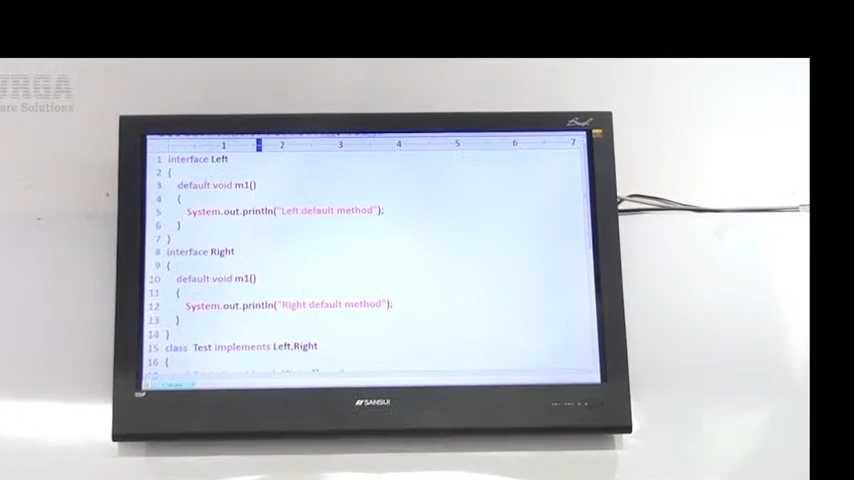 are Solutions
1 2 3 4 5 6 7
1 interface Left
2 {
3 default void m1()
4 {
5 System.out.println("Left default method");
6 }
7 }
8 interface Right
9 {
10 default void m1()
11 {
12 System.out.println("Right default method");
13 }
14 }
15 class Test implements Left,Right
16 {
SANSUI